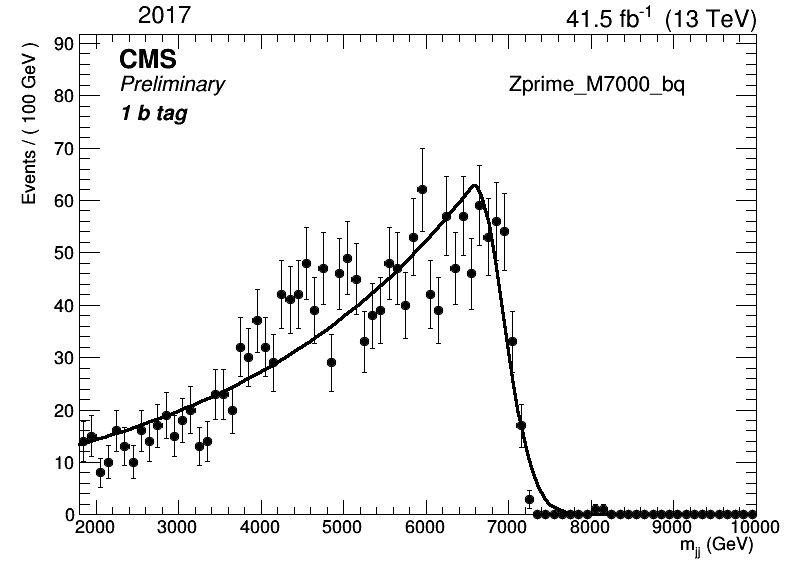 2017 41.5 fb-1 (13 TeV)
CMS
Preliminary
Zprime_M7000_bq
1 b tag
Events / ( 100 GeV )
90
80
70
60
50
40
30
20
10
0
2000 3000 4000 5000 6000 7000 8000 9000 10000
mjj (GeV)